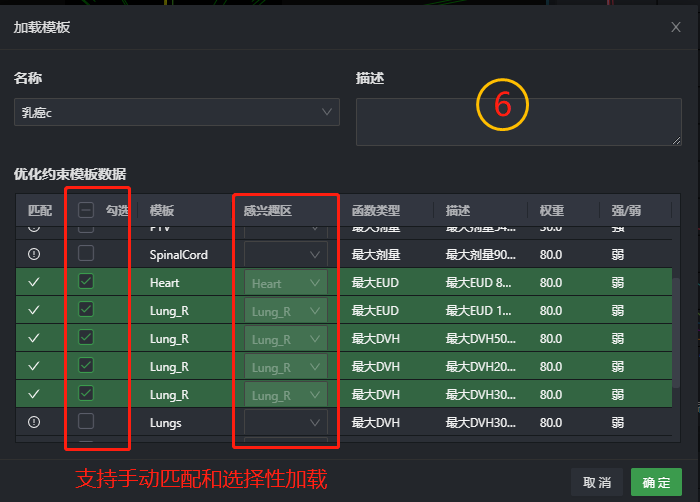 加载模板
名称
描述
乳癌c
6
优化约束模板数据
匹配 勾选 模板 感兴趣区 函数类型 描述 权重 强/弱
PTV 最大剂量 50.0 强
SpinalCord 最大剂量 最大剂量90... 80.0 弱
Heart Heart 最大EUD 最大EUD 8... 80.0 弱
Lung_R Lung_R 最大EUD 最大EUD 1... 80.0 弱
Lung_R Lung_R 最大DVH 最大DVH50... 80.0 弱
Lung_R Lung_R 最大DVH 最大DVH20... 80.0 弱
Lung_R Lung_R 最大DVH 最大DVH30... 80.0 弱
Lungs 最大DVH 最大DVH30... 80.0 弱
支持手动匹配和选择性加载
取消 确定